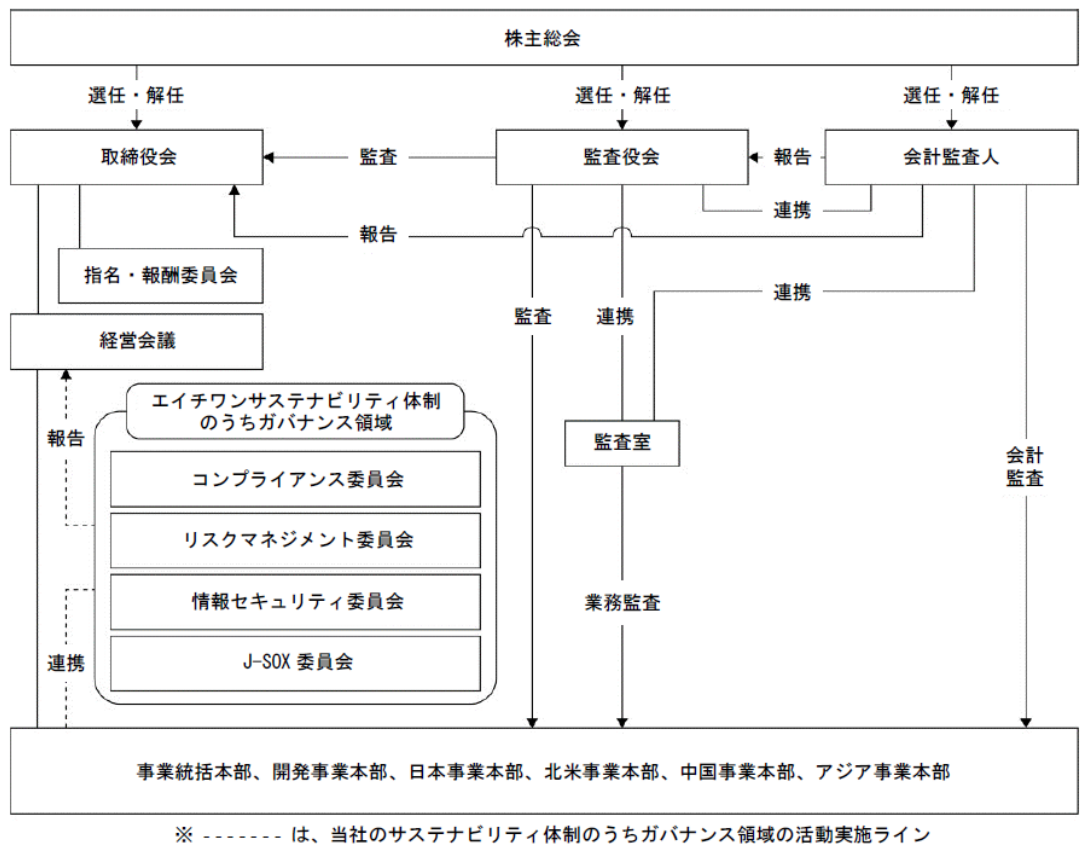 株主総会
選任・解任
選任・解任
選任・解任
取締役会
監査
監査役会
報告
会計監査人
連携
報告
指名・報酬委員会
監査
連携
連携
経営会議
エイチワンサステナビリティ体制
のうちガバナンス領域
報告
監査室
会計
監査
コンプライアンス委員会
リスクマネジメント委員会
情報セキュリティ委員会
業務監査
連携
J-SOX 委員会
事業統括本部、開発事業本部、日本事業本部、北米事業本部、中国事業本部、アジア事業本部
※ ------- は、当社のサステナビリティ体制のうちガバナンス領域の活動実施ライン